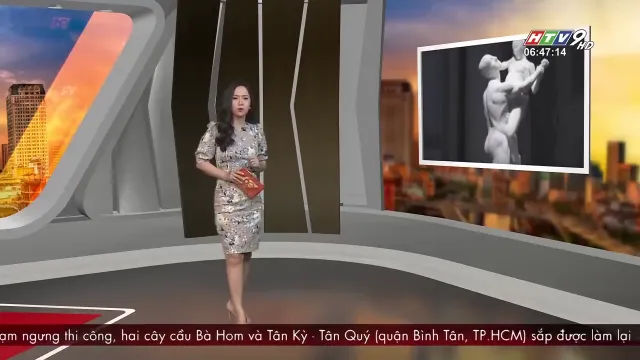 HTV9 HD
06:47:14
ạm ngưng thi công, hai cây cầu Bà Hom và Tân Kỳ - Tân Quý (quận Bình Tân, TP.HCM) sắp được làm lại